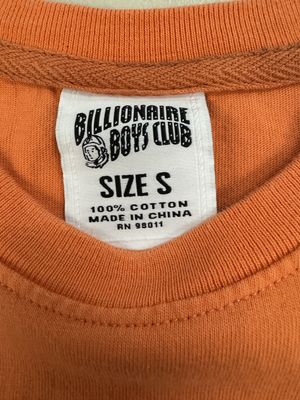 BILLIONAIRE
BOYS CLUB
SIZE S
100% COTTON
MADE IN CHINA
RN 98011